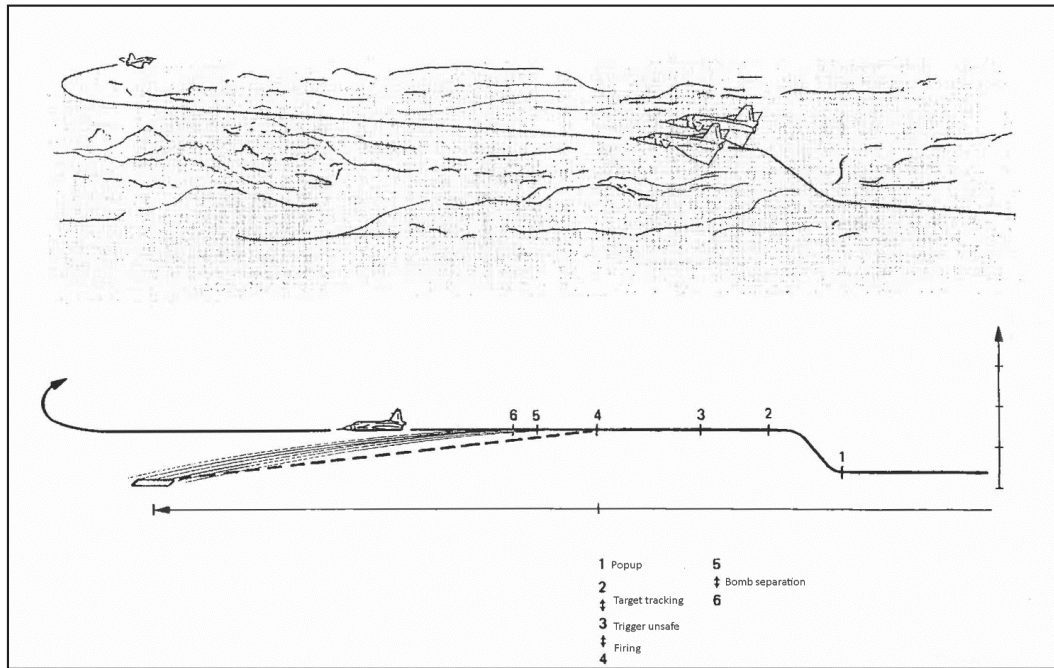 6 5 4 3 2
1
1 Popup 5
2 ↕ Bomb separation
↕ Target tracking 6
3 Trigger unsafe
↕ Firing
4